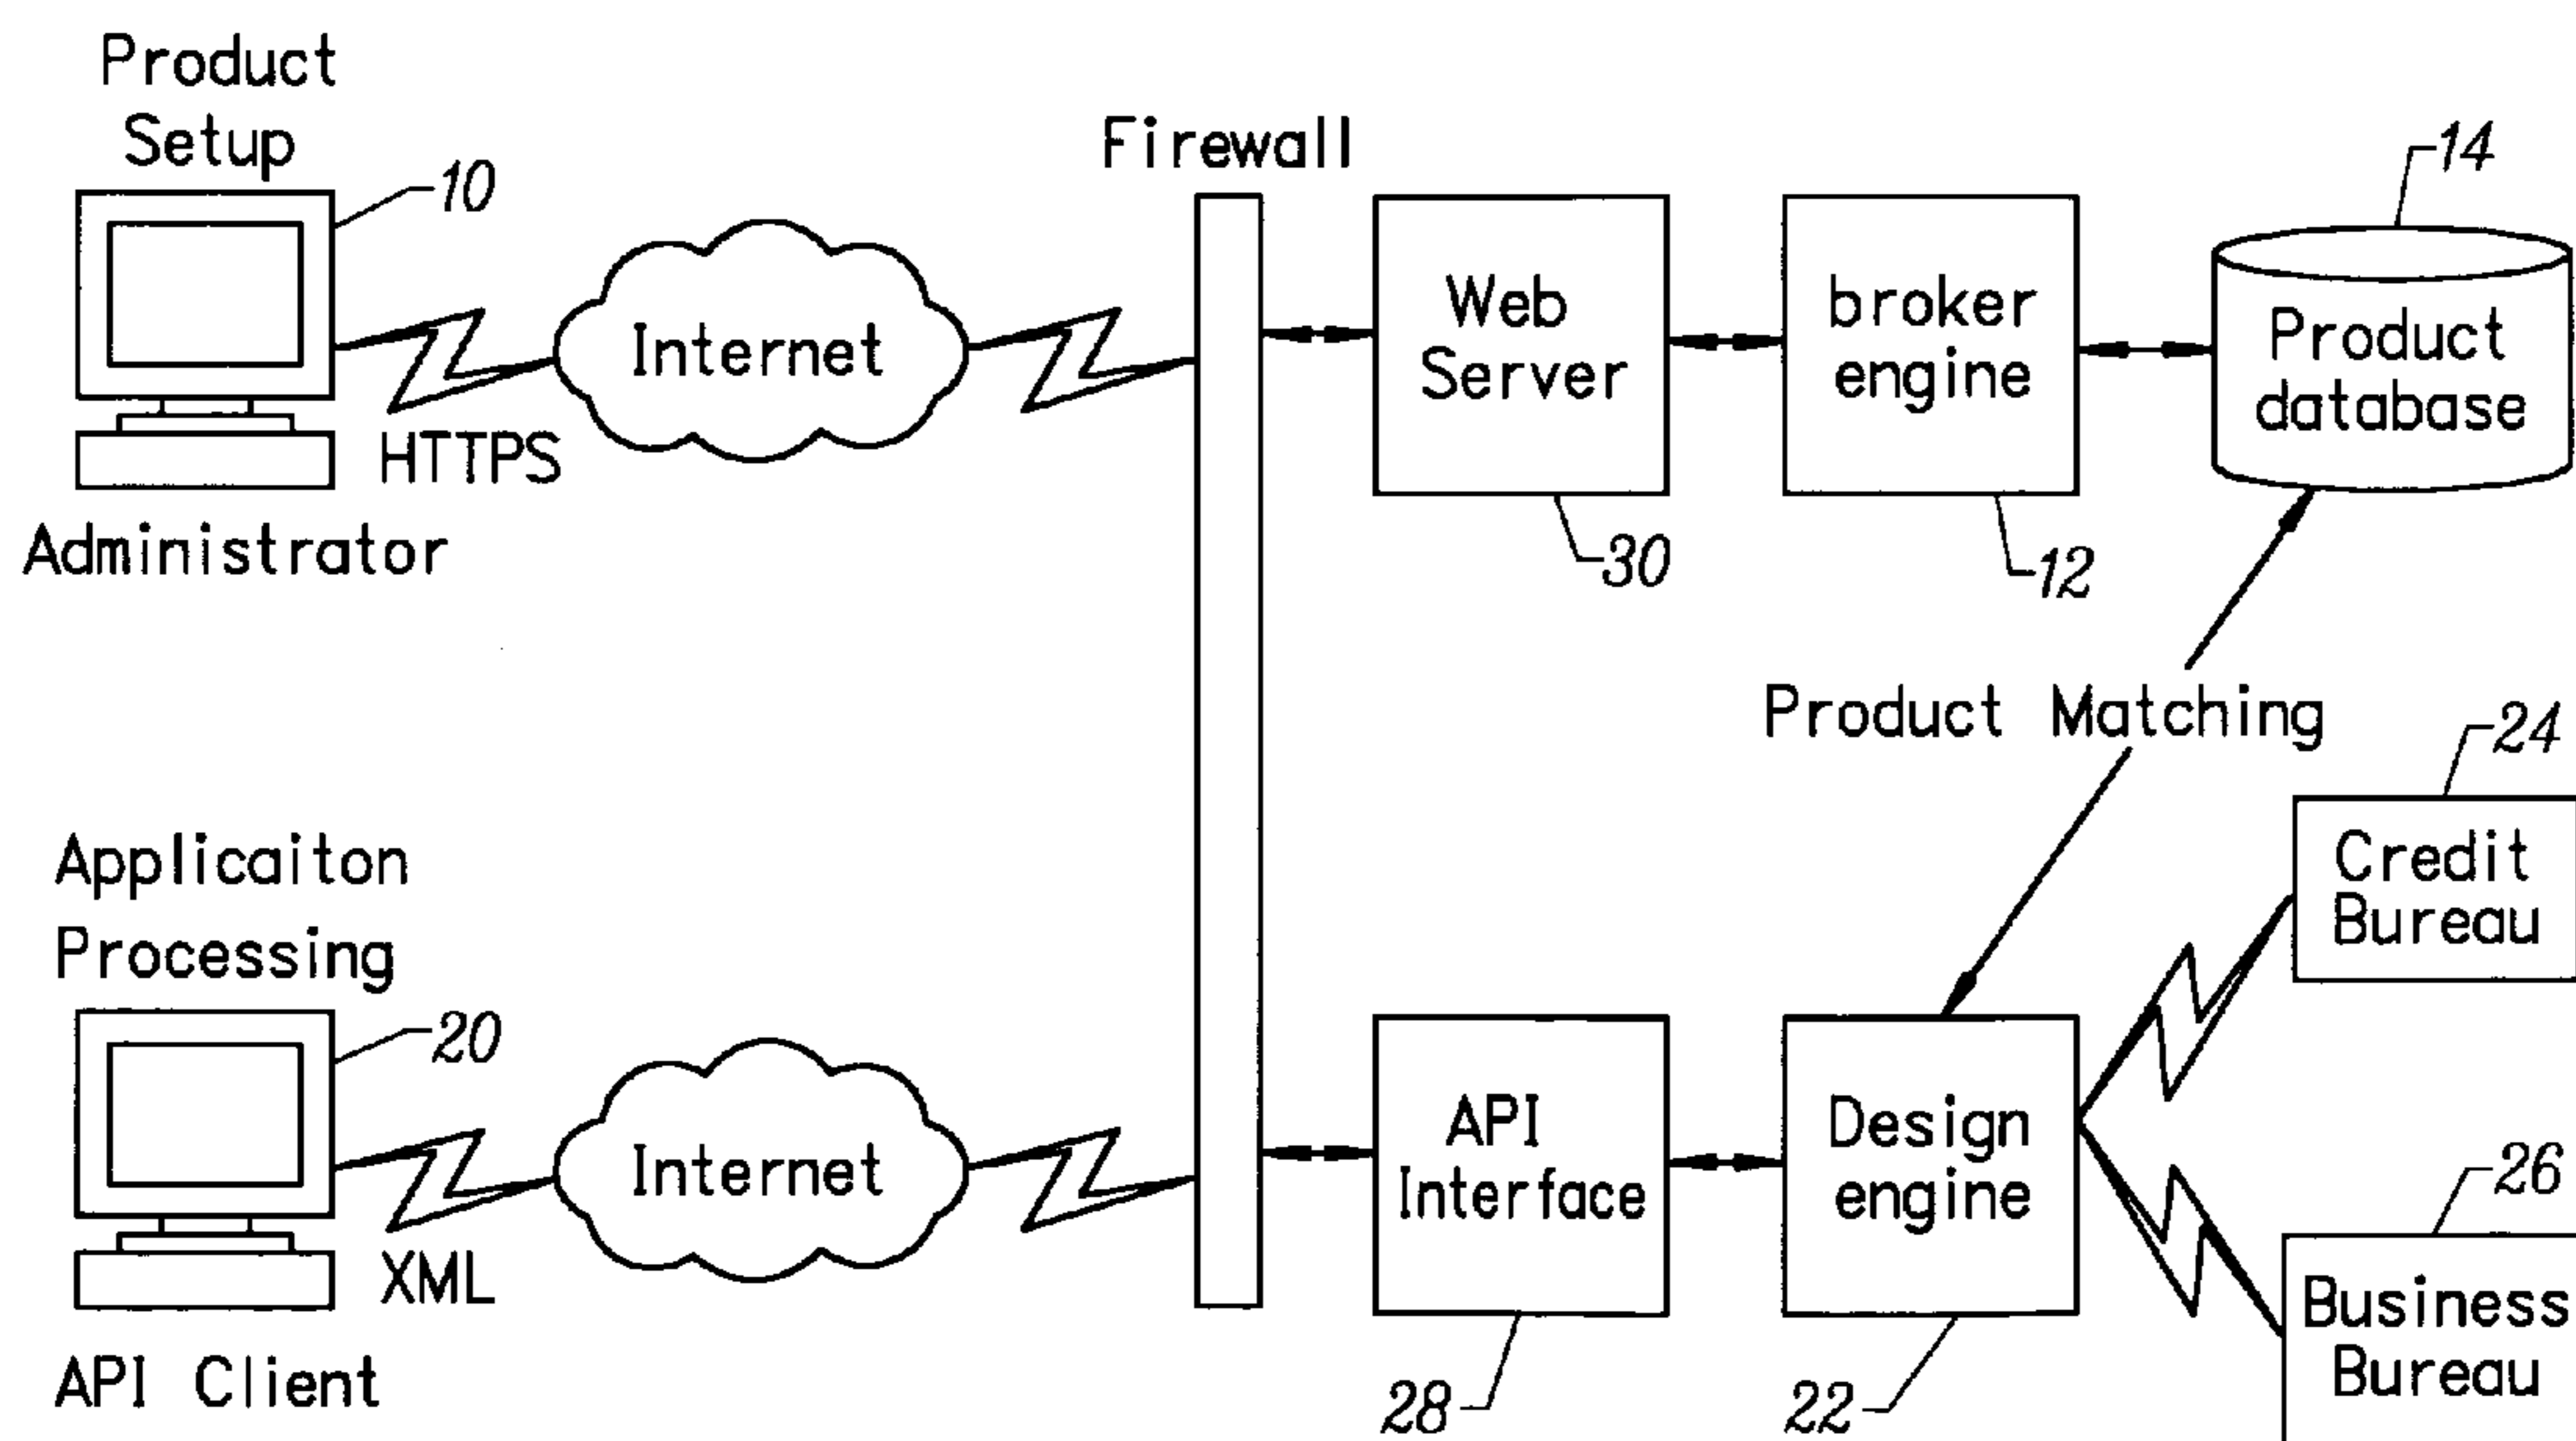 Product
Setup
10
HTTPS
Administrator
Internet
Firewall
Web
Server
30
broker
engine
12
14
Product
database
Product Matching
Applicaiton
Processing
20
XML
API Client
Internet
API
Interface
28
Design
engine
22
24
Credit
Bureau
26
Business
Bureau